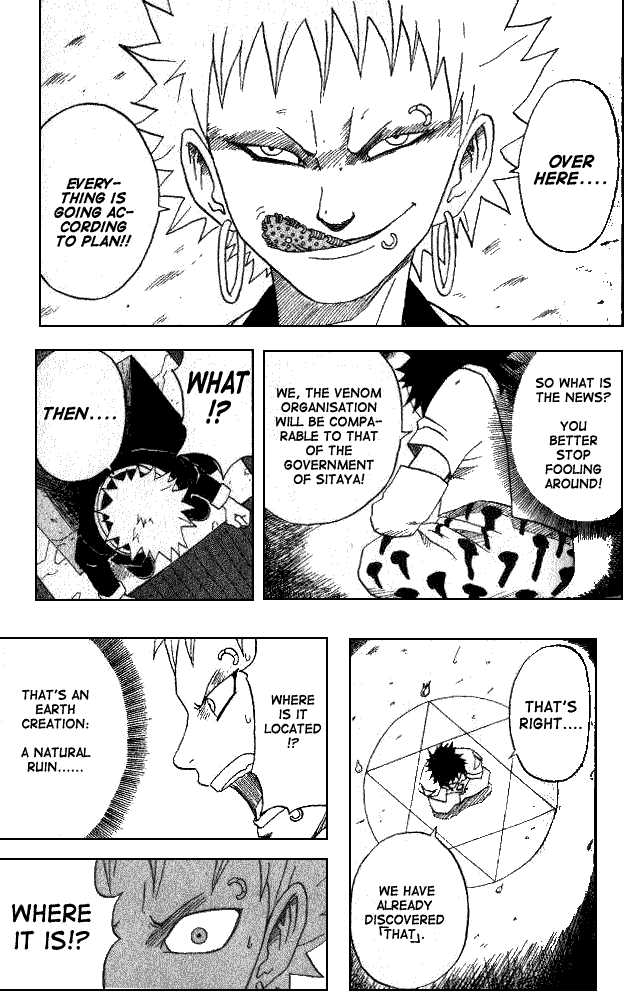 OVER
HERE....
EVERY-
THING IS
GOING AC-
CORDING
TO PLAN!!
SO WHAT IS
THE NEWS?
YOU
BETTER
STOP
FOOLING
AROUND!
WE, THE VENOM
ORGANISATION
WILL BE COMPA-
RABLE TO THAT
OF THE
GOVERNMENT
OF SITAYA!
WHAT
!?
THEN....
THAT'S
RIGHT....
WE HAVE
ALREADY
DISCOVERED
「THAT」.
WHERE
IS IT
LOCATED
!?
THAT'S AN
EARTH
CREATION:
A NATURAL
RUIN......
WHERE
IT IS!?